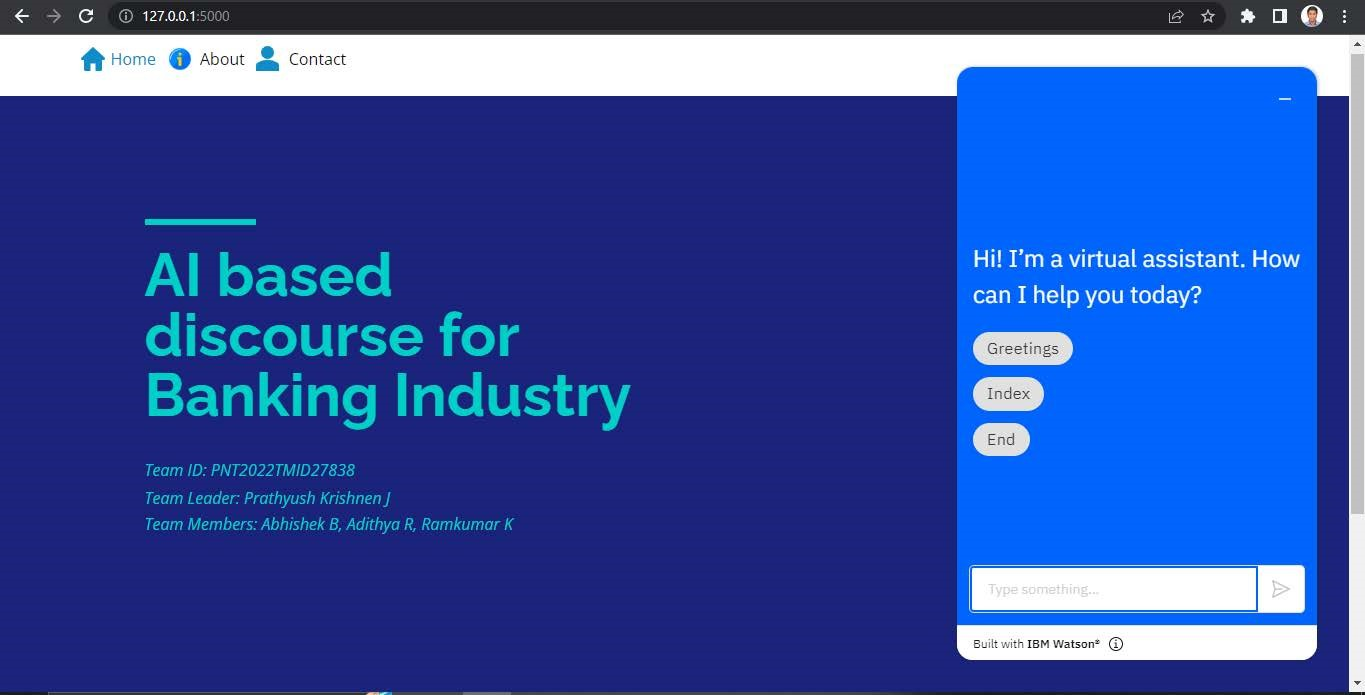 127.0.0.1:5000
Home About Contact
AI based
discourse for
Banking Industry
Team ID: PNT2022TMID27838
Team Leader: Prathyush Krishnen J
Team Members: Abhishek B, Adithya R, Ramkumar K
Hi! I’m a virtual assistant. How
can I help you today?
Greetings
Index
End
Type something...
Built with IBM Watson®